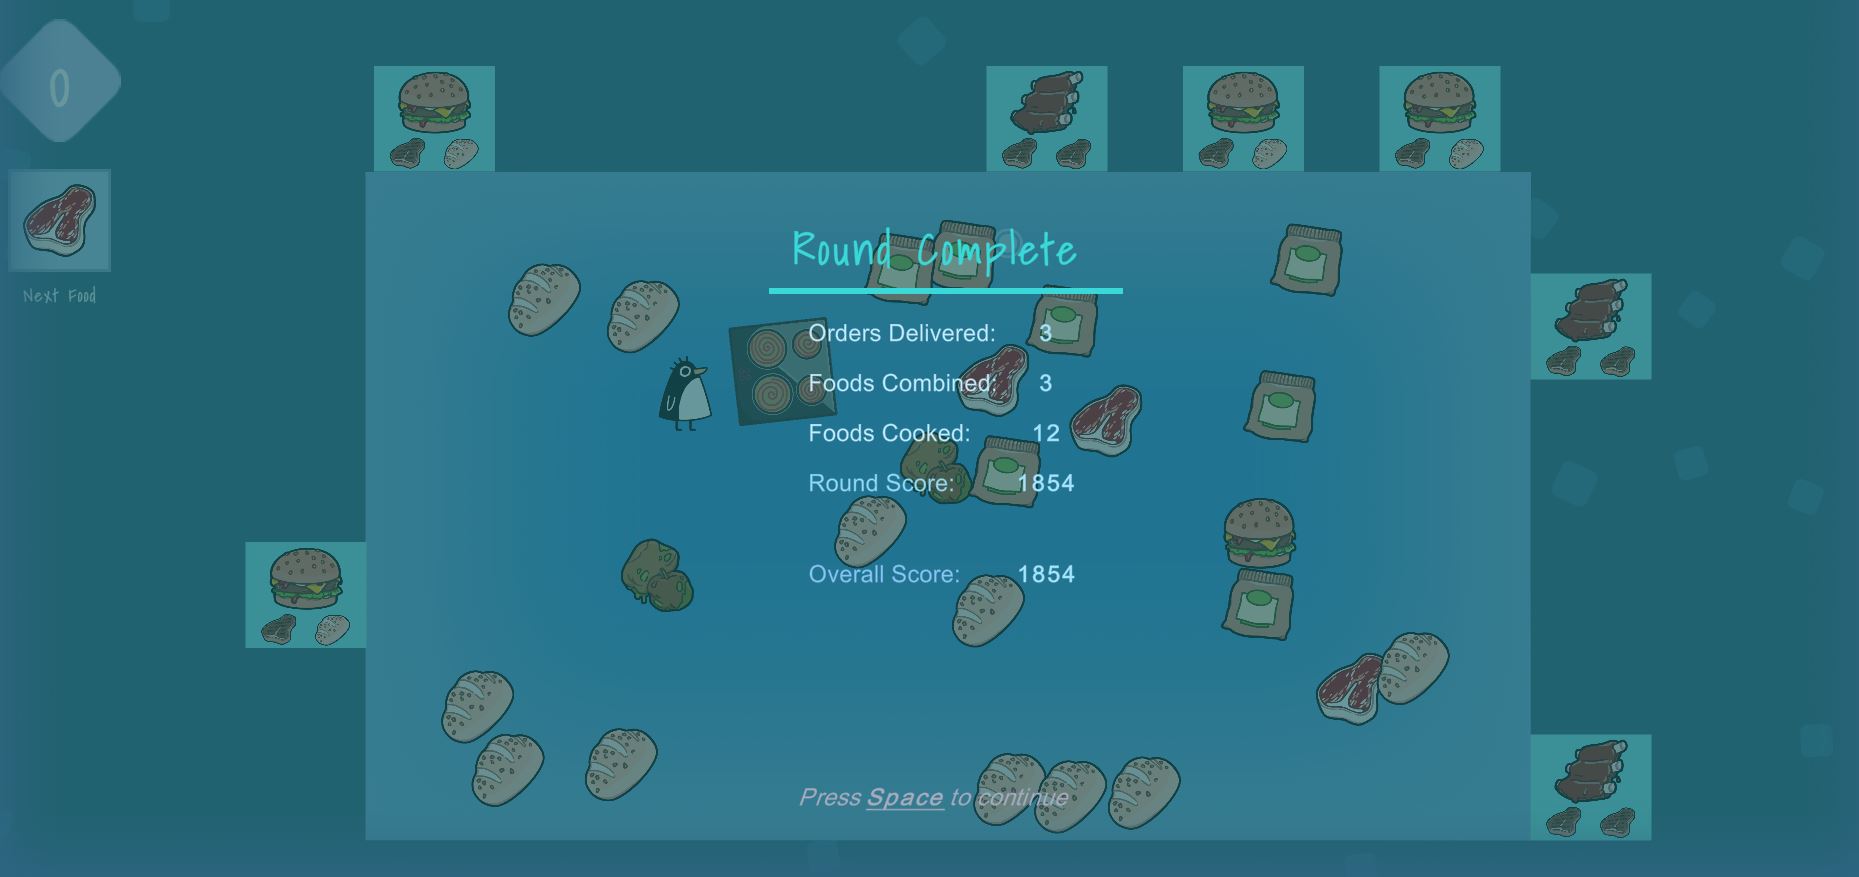 0
Next Food
Round Complete
Orders Delivered: 3
Foods Combined: 3
Foods Cooked: 12
Round Score: 1854
Overall Score: 1854
Press Space to continue